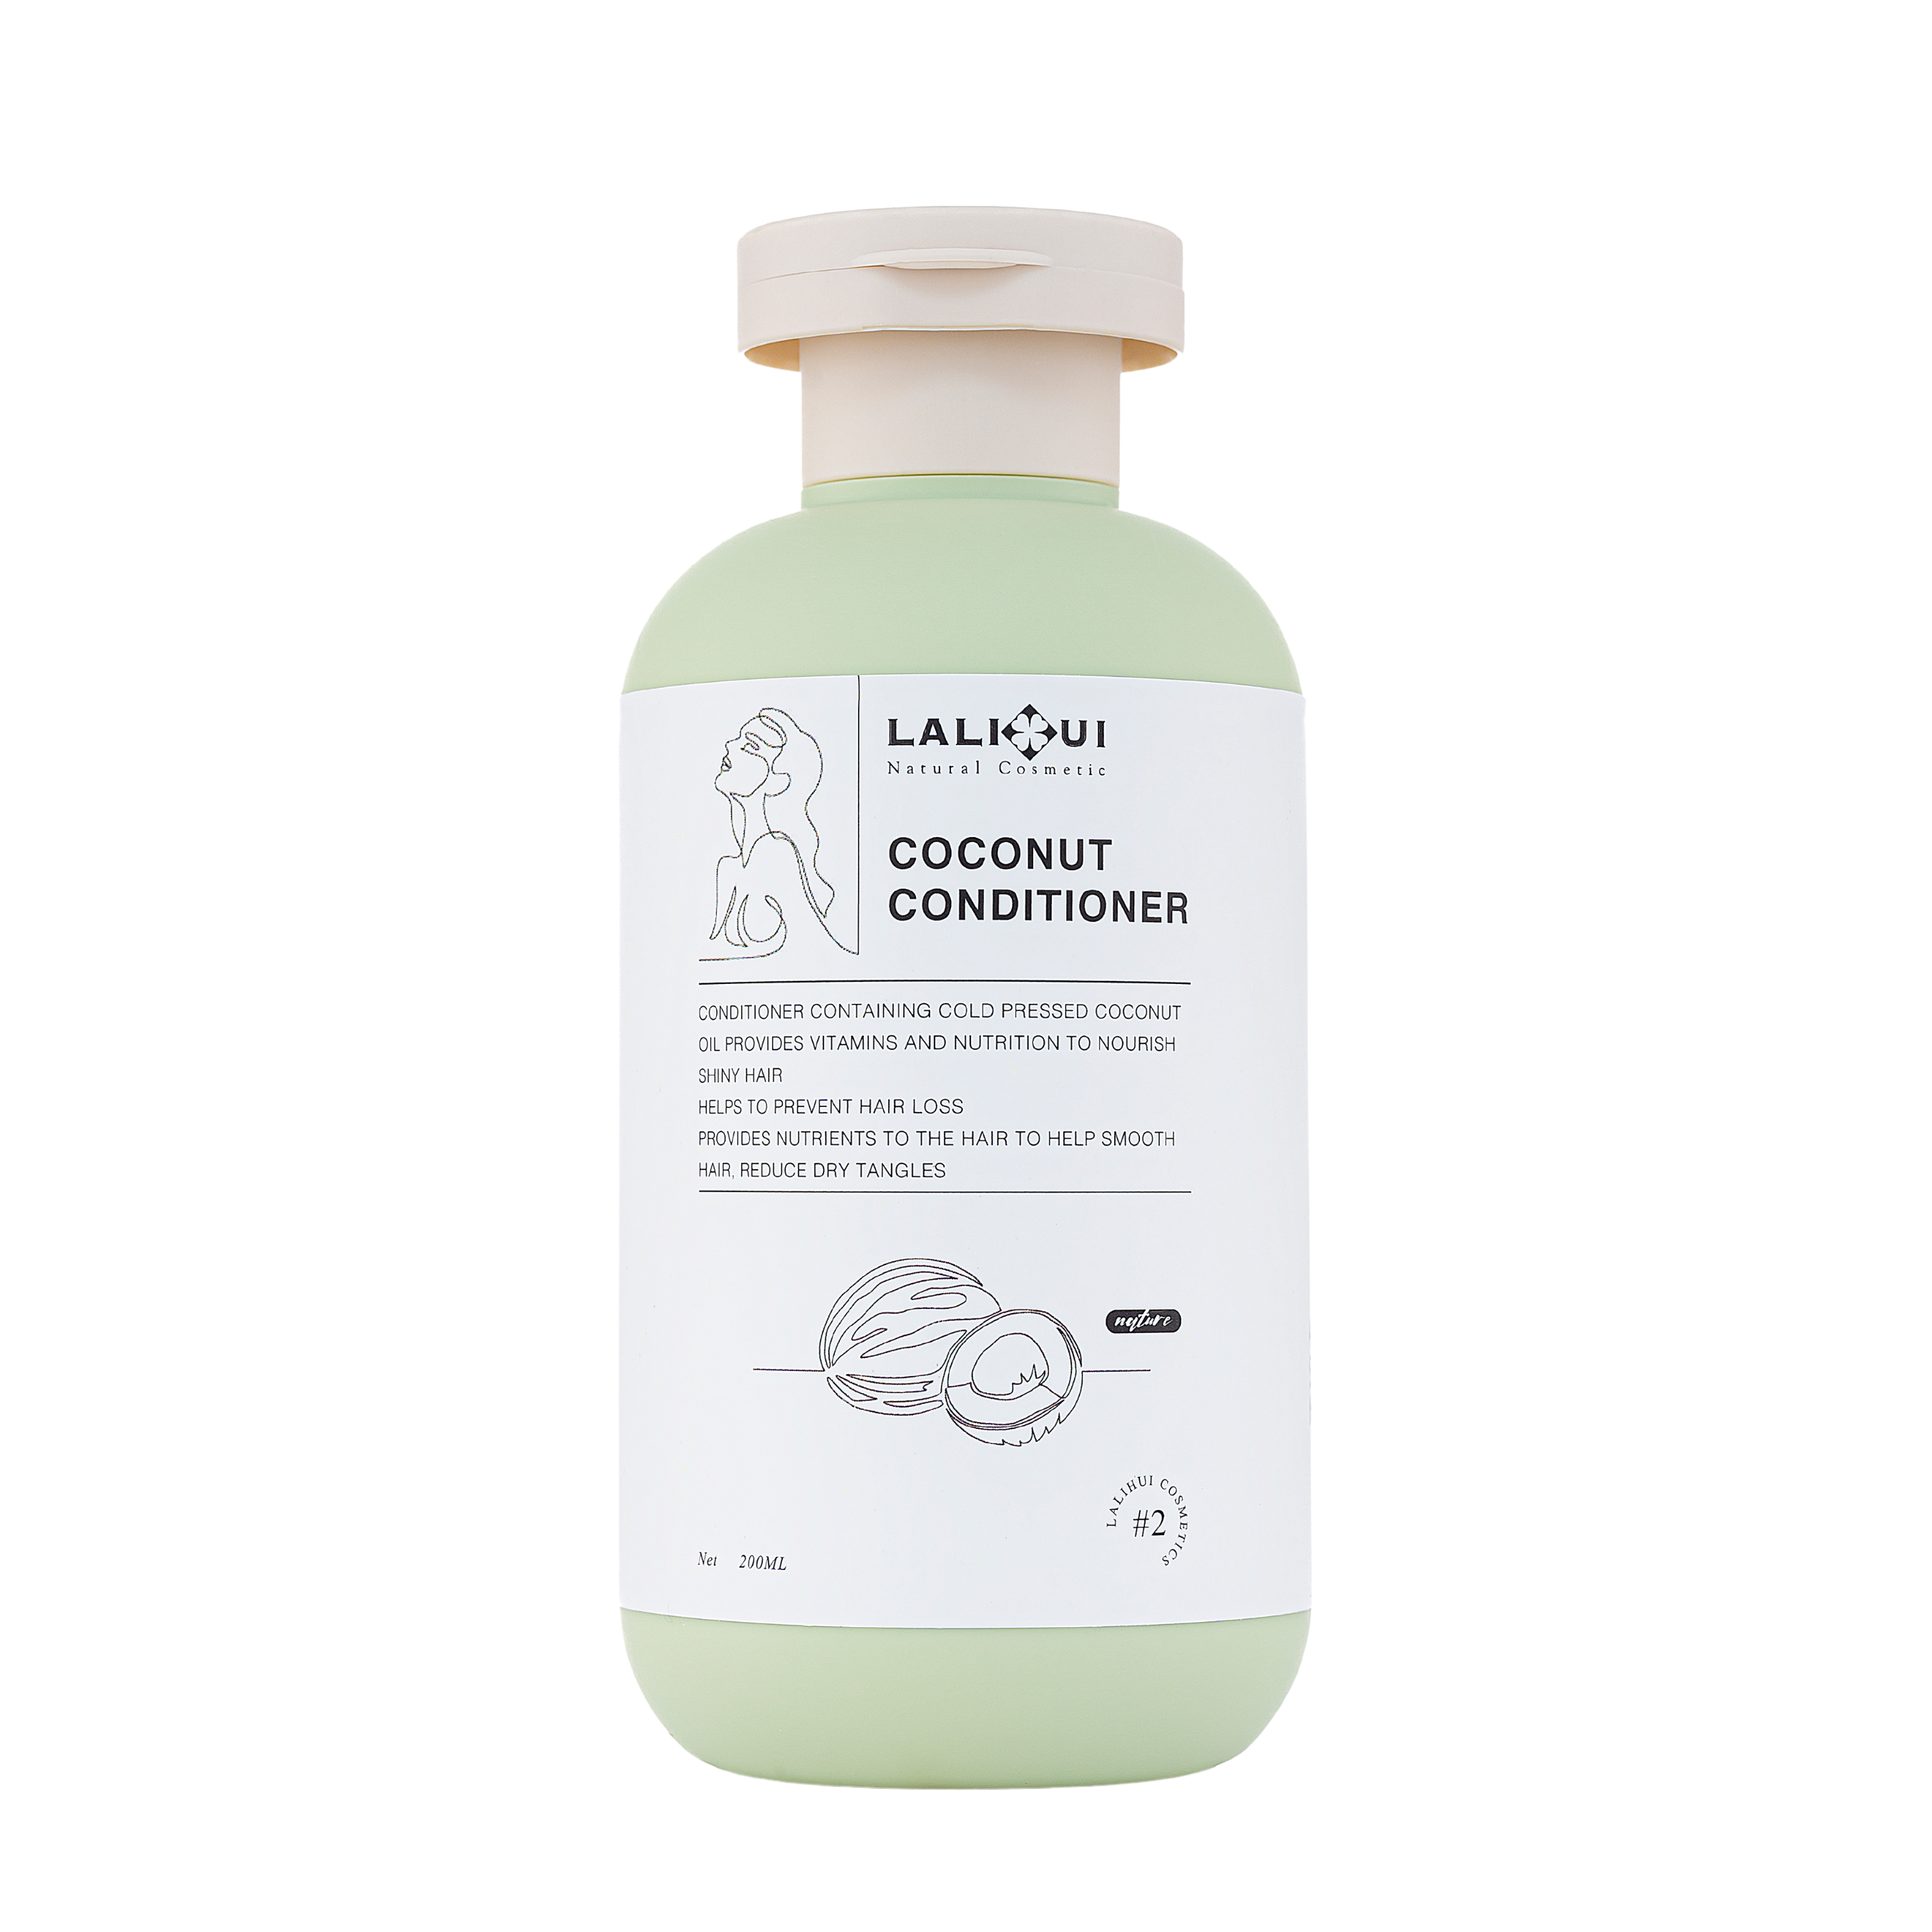 LALIHUI
Natural Cosmetic
COCONUT
CONDITIONER
CONDITIONER CONTAINING COLD PRESSED COCONUT
OIL PROVIDES VITAMINS AND NUTRITION TO NOURISH
SHINY HAIR
HELPS TO PREVENT HAIR LOSS
PROVIDES NUTRIENTS TO THE HAIR TO HELP SMOOTH
HAIR, REDUCE DRY TANGLES
nature
LALIHUI COSMETICS
#2
Net 200ML